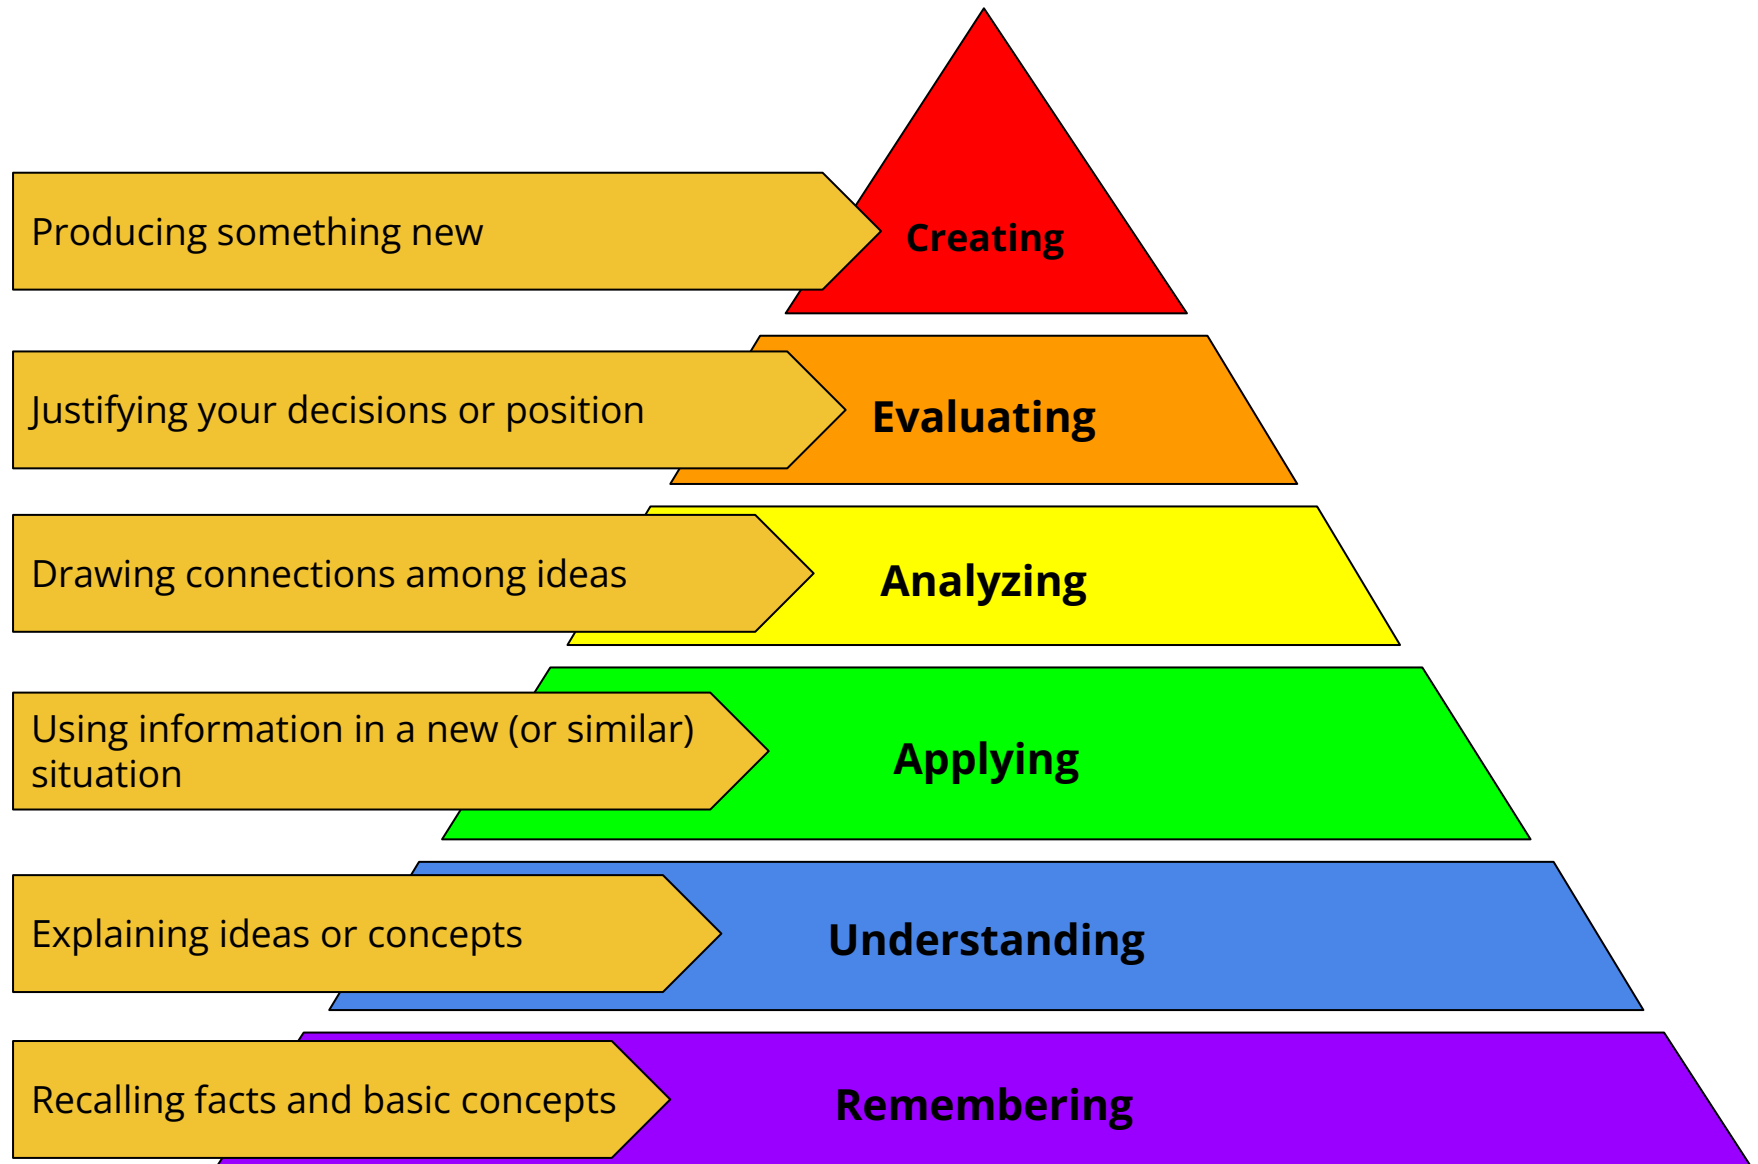 Producing something new
Creating
Justifying your decisions or position
Evaluating
Drawing connections among ideas
Analyzing
Using information in a new (or similar)
situation
Applying
Explaining ideas or concepts
Understanding
Recalling facts and basic concepts
Remembering